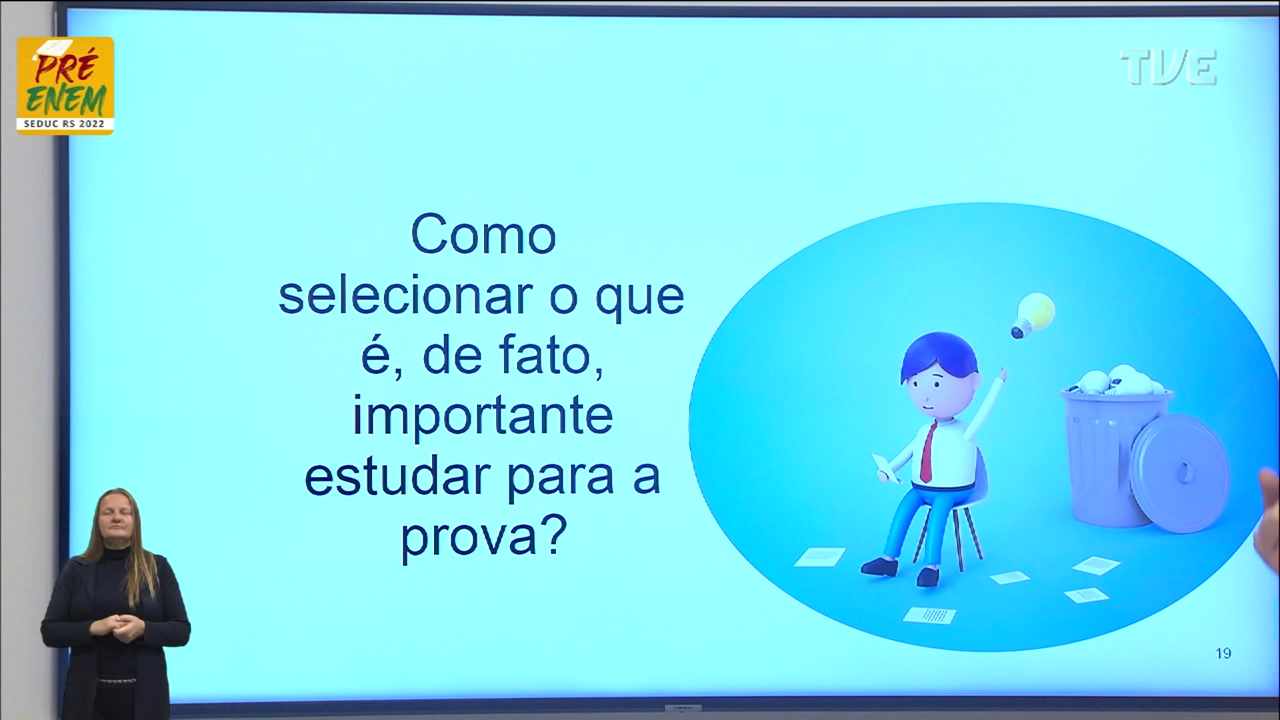 PRÉ
ENEM
SEDUC RS 2022
TVE
Como
selecionar o que
é, de fato,
importante
estudar para a
prova?
19